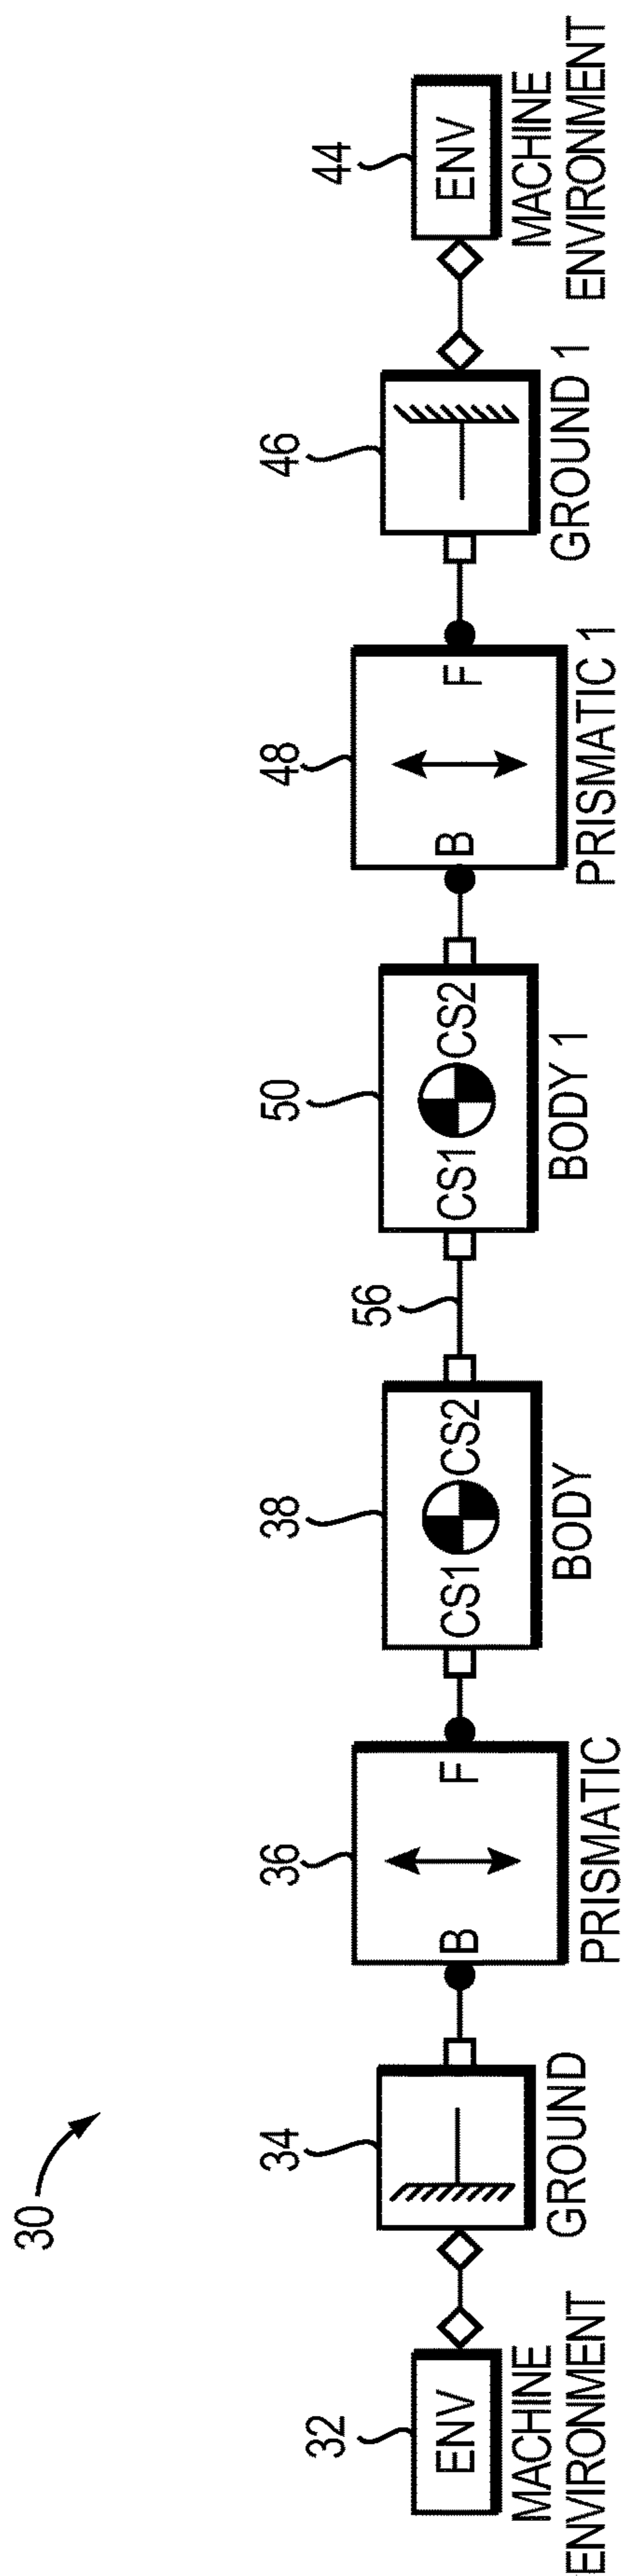 30
32
ENV
MACHINE
ENVIRONMENT
34
GROUND
36
B
F
PRISMATIC
38
CS1
CS2
BODY
56
50
CS1
CS2
BODY 1
48
B
F
PRISMATIC 1
46
GROUND 1
44
ENV
MACHINE
ENVIRONMENT